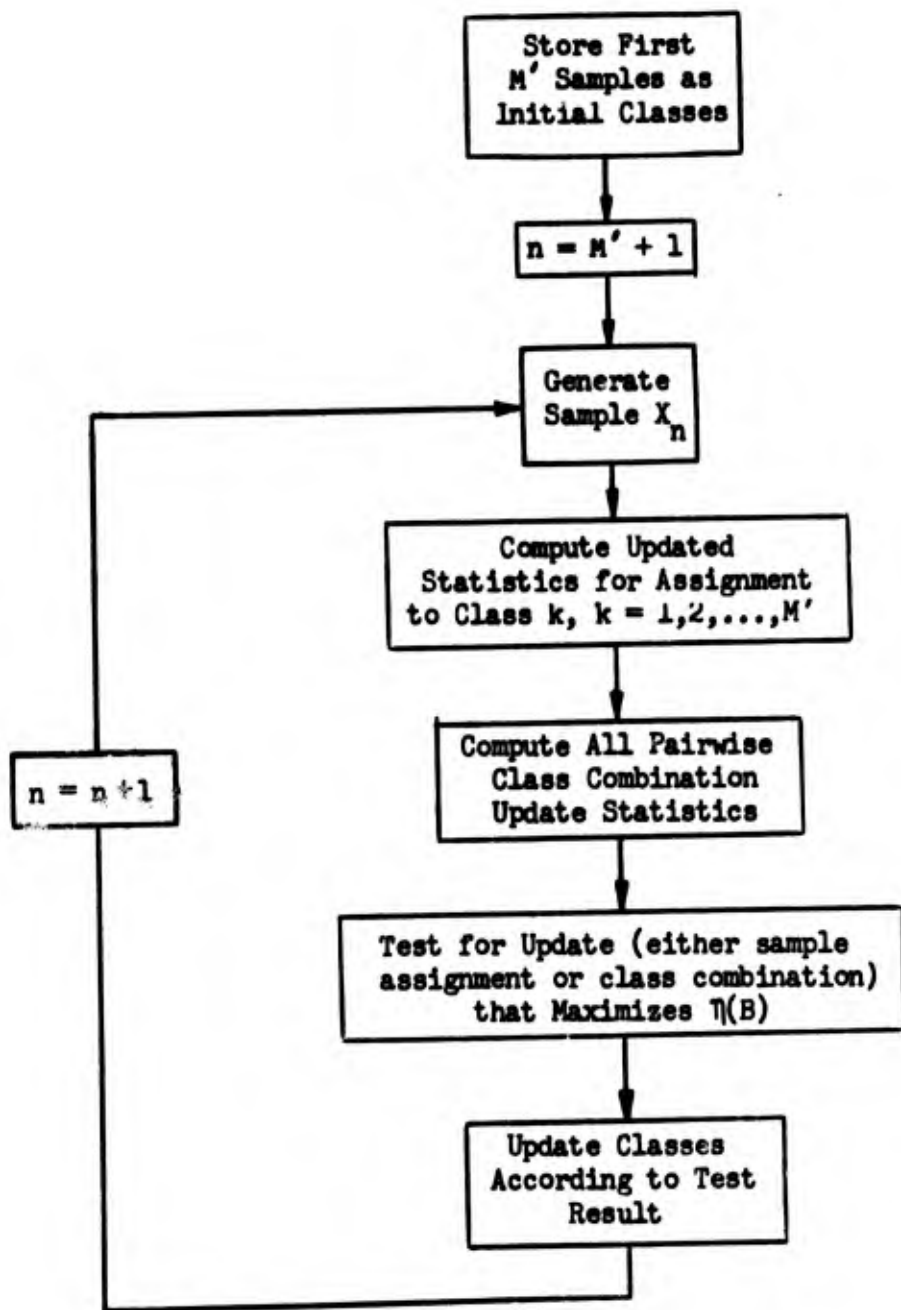 Store First
M′ Samples as
Initial Classes
n = M′ + 1
Generate
Sample X_n
Compute Updated
Statistics for Assignment
to Class k, k = 1,2,...,M'
Compute All Pairwise
Class Combination
Update Statistics
n = n+1
Test for Update (either sample
assignment or class combination)
that Maximizes η(B)
Update Classes
According to Test
Result